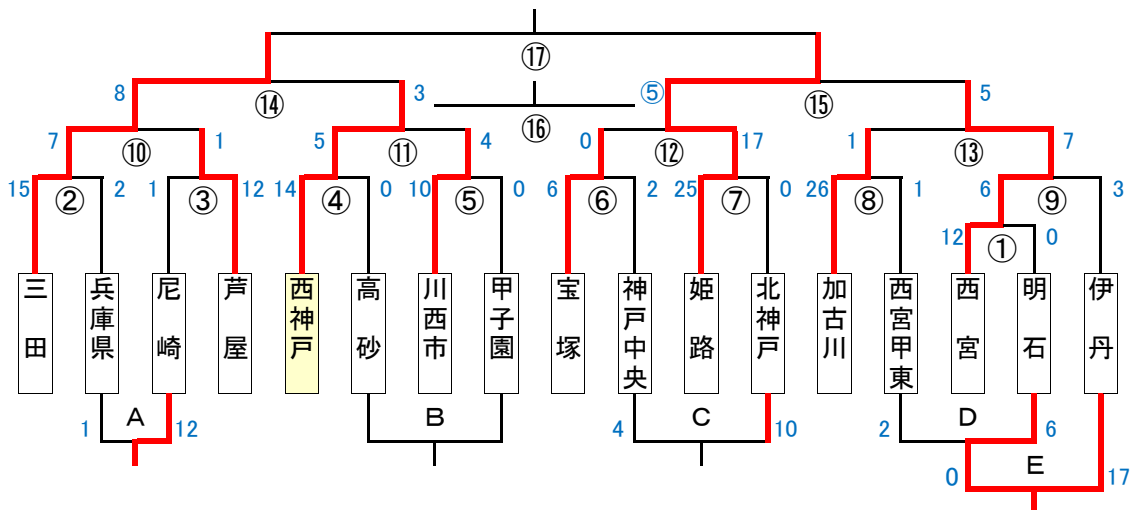 ⑰
8 ⑭ 3 ⑤ ⑮ 5
⑯
7 ⑩ 1 5 ⑪ 4 0 ⑫ 17 1 ⑬ 7
15 ② 2 1 ③ 12 14 ④ 0 10 ⑤ 0 6 ⑥ 2 25 ⑦ 0 26 ⑧ 1 6 ⑨ 3
12 ① 0
三田
兵庫県
尼崎
芦屋
西神戸
高砂
川西市
甲子園
宝塚
神戸中央
姫路
北神戸
加古川
西宮甲東
西宮
明石
伊丹
1 A 12 B 4 C 10 2 D 6
0 E 17